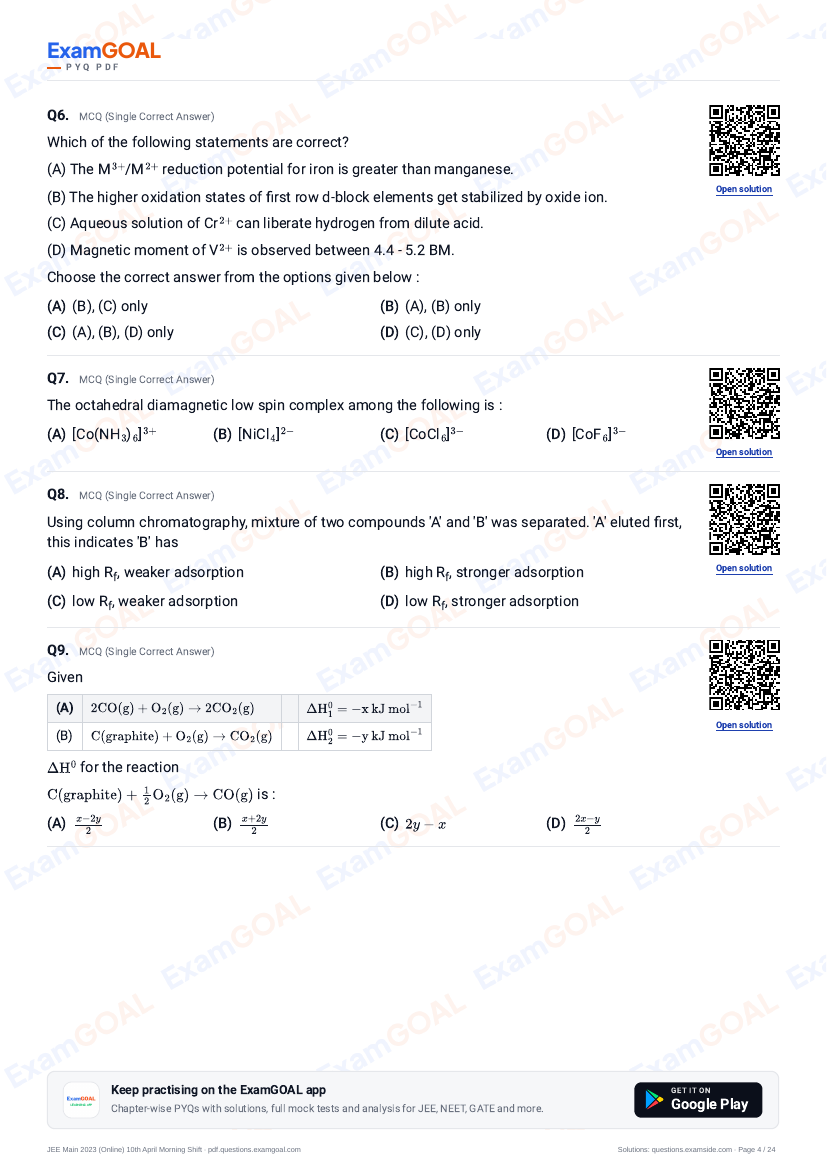 ExamGOAL
PYQ PDF
Q6. MCQ (Single Correct Answer)
Which of the following statements are correct?
(A) The M³⁺/M²⁺ reduction potential for iron is greater than manganese.
(B) The higher oxidation states of first row d-block elements get stabilized by oxide ion.
(C) Aqueous solution of Cr²⁺ can liberate hydrogen from dilute acid.
(D) Magnetic moment of V²⁺ is observed between 4.4 - 5.2 BM.
Choose the correct answer from the options given below :
(A) (B), (C) only (B) (A), (B) only
(C) (A), (B), (D) only (D) (C), (D) only
Open solution
Q7. MCQ (Single Correct Answer)
The octahedral diamagnetic low spin complex among the following is :
(A) [Co(NH₃)₆]³⁺ (B) [NiCl₄]²⁻ (C) [CoCl₆]³⁻ (D) [CoF₆]³⁻
Open solution
Q8. MCQ (Single Correct Answer)
Using column chromatography, mixture of two compounds 'A' and 'B' was separated. 'A' eluted first,
this indicates 'B' has
(A) high R_f, weaker adsorption (B) high R_f, stronger adsorption
(C) low R_f, weaker adsorption (D) low R_f, stronger adsorption
Open solution
Q9. MCQ (Single Correct Answer)
Given
(A) 2CO(g) + O₂(g) → 2CO₂(g) ΔH₁⁰ = −x kJ mol⁻¹
(B) C(graphite) + O₂(g) → CO₂(g) ΔH₂⁰ = −y kJ mol⁻¹
ΔH⁰ for the reaction
C(graphite) + 1/2 O₂(g) → CO(g) is :
(A) (x−2y)/2 (B) (x+2y)/2 (C) 2y − x (D) (2x−y)/2
Open solution
Keep practising on the ExamGOAL app
Chapter-wise PYQs with solutions, full mock tests and analysis for JEE, NEET, GATE and more.
GET IT ON
Google Play
JEE Main 2023 (Online) 10th April Morning Shift · pdf.questions.examgoal.com
Solutions: questions.examside.com · Page 4 / 24